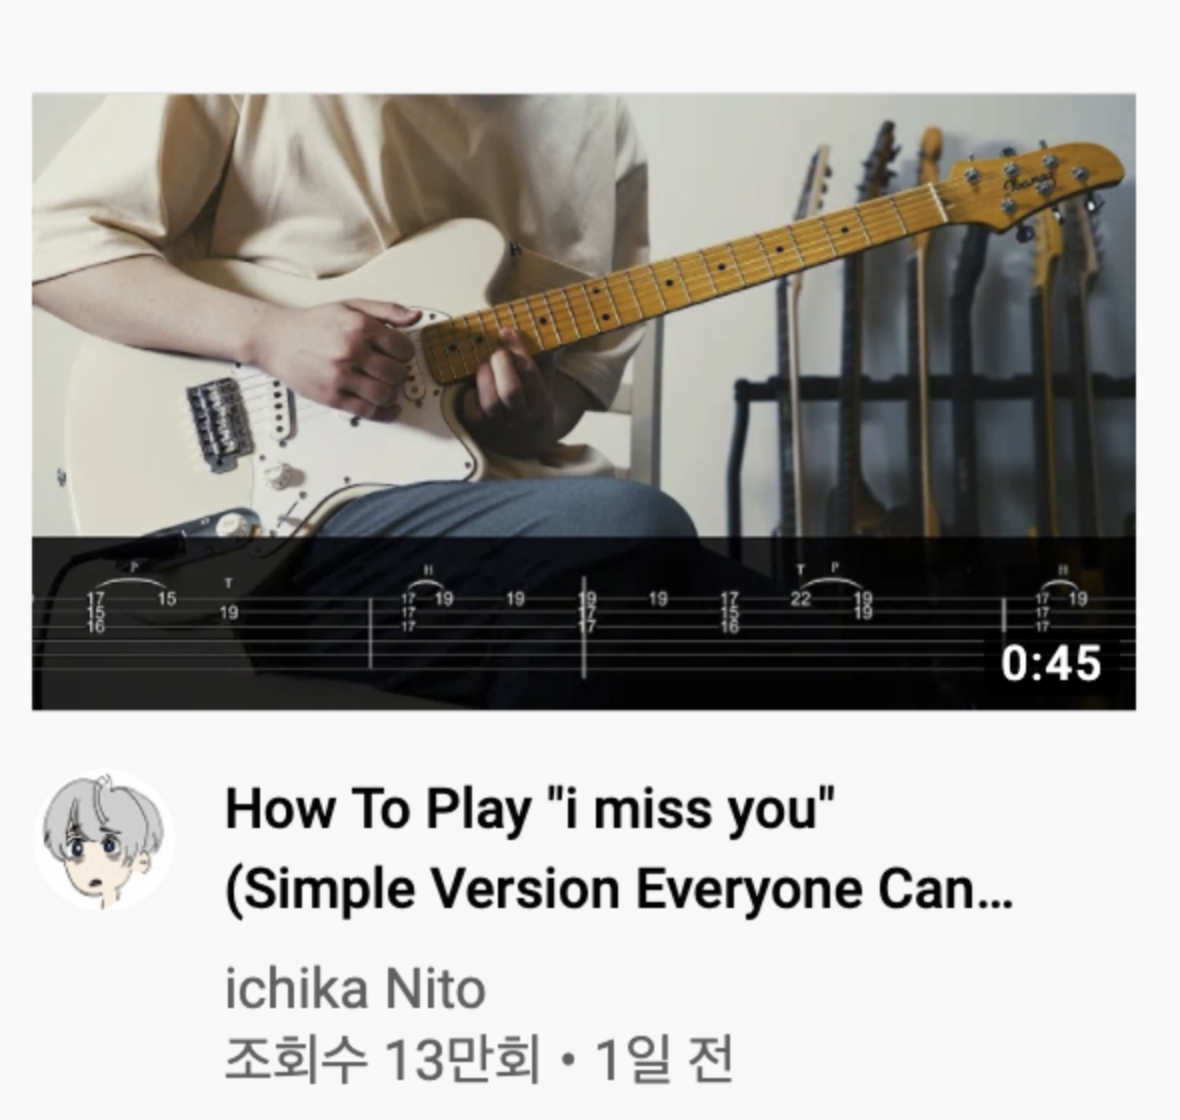 P T H T P H
17 15 17 19 19 19 19 17 22 19 17 19
15 19 17 17 15 19 17
16 17 17 16 17
0:45
How To Play "i miss you"
(Simple Version Everyone Can...
ichika Nito
조회수 13만회 • 1일 전